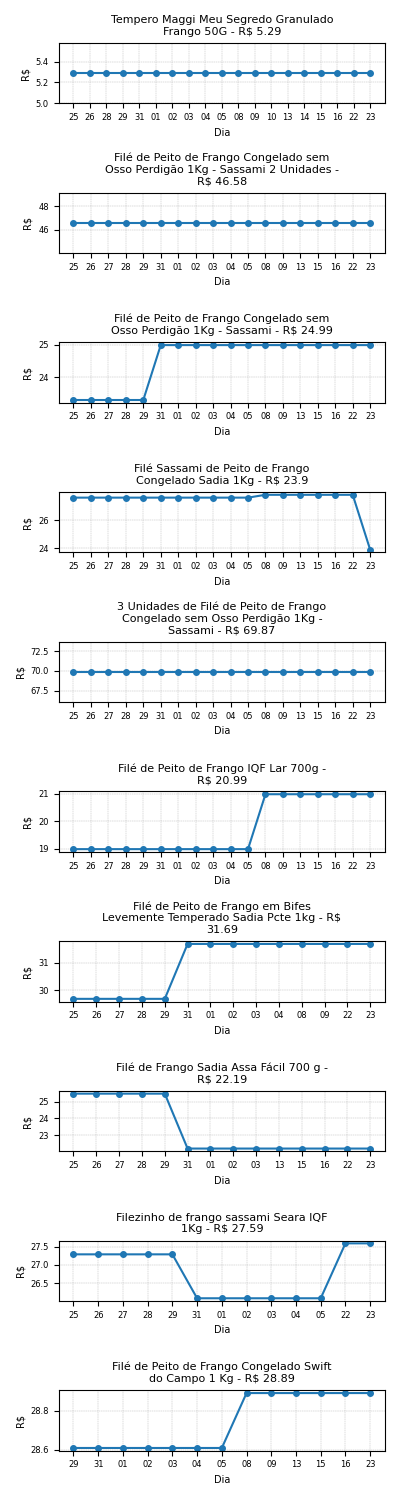 Tempero Maggi Meu Segredo Granulado
Frango 50G - R$ 5.29
5.4
5.2
5.0
R$
25 26 28 29 31 01 02 03 04 05 08 09 10 13 14 15 16 22 23
Dia
Filé de Peito de Frango Congelado sem
Osso Perdigão 1Kg - Sassami 2 Unidades -
R$ 46.58
48
46
R$
25 26 27 28 29 31 01 02 03 04 05 08 09 13 15 16 22 23
Dia
Filé de Peito de Frango Congelado sem
Osso Perdigão 1Kg - Sassami - R$ 24.99
25
24
R$
25 26 27 28 29 31 01 02 03 04 05 08 09 13 15 16 22 23
Dia
Filé Sassami de Peito de Frango
Congelado Sadia 1Kg - R$ 23.9
26
24
R$
25 26 27 28 29 31 01 02 03 04 05 08 09 13 15 16 22 23
Dia
3 Unidades de Filé de Peito de Frango
Congelado sem Osso Perdigão 1Kg -
Sassami - R$ 69.87
72.5
70.0
67.5
R$
25 26 27 28 29 31 01 02 03 04 05 08 09 13 15 16 22 23
Dia
Filé de Peito de Frango IQF Lar 700g -
R$ 20.99
21
20
19
R$
25 26 27 28 29 31 01 02 03 04 05 08 09 13 15 16 22 23
Dia
Filé de Peito de Frango em Bifes
Levemente Temperado Sadia Pcte 1kg - R$
31.69
31
30
R$
25 26 27 28 29 31 01 02 03 04 08 09 22 23
Dia
Filé de Frango Sadia Assa Fácil 700 g -
R$ 22.19
25
24
23
R$
25 26 27 28 29 31 01 02 03 13 15 16 22 23
Dia
Filezinho de frango sassami Seara IQF
1Kg - R$ 27.59
27.5
27.0
26.5
R$
25 26 27 28 29 31 01 02 03 04 05 22 23
Dia
Filé de Peito de Frango Congelado Swift
do Campo 1 Kg - R$ 28.89
28.8
28.6
R$
29 31 01 02 03 04 05 08 09 13 15 16 23
Dia